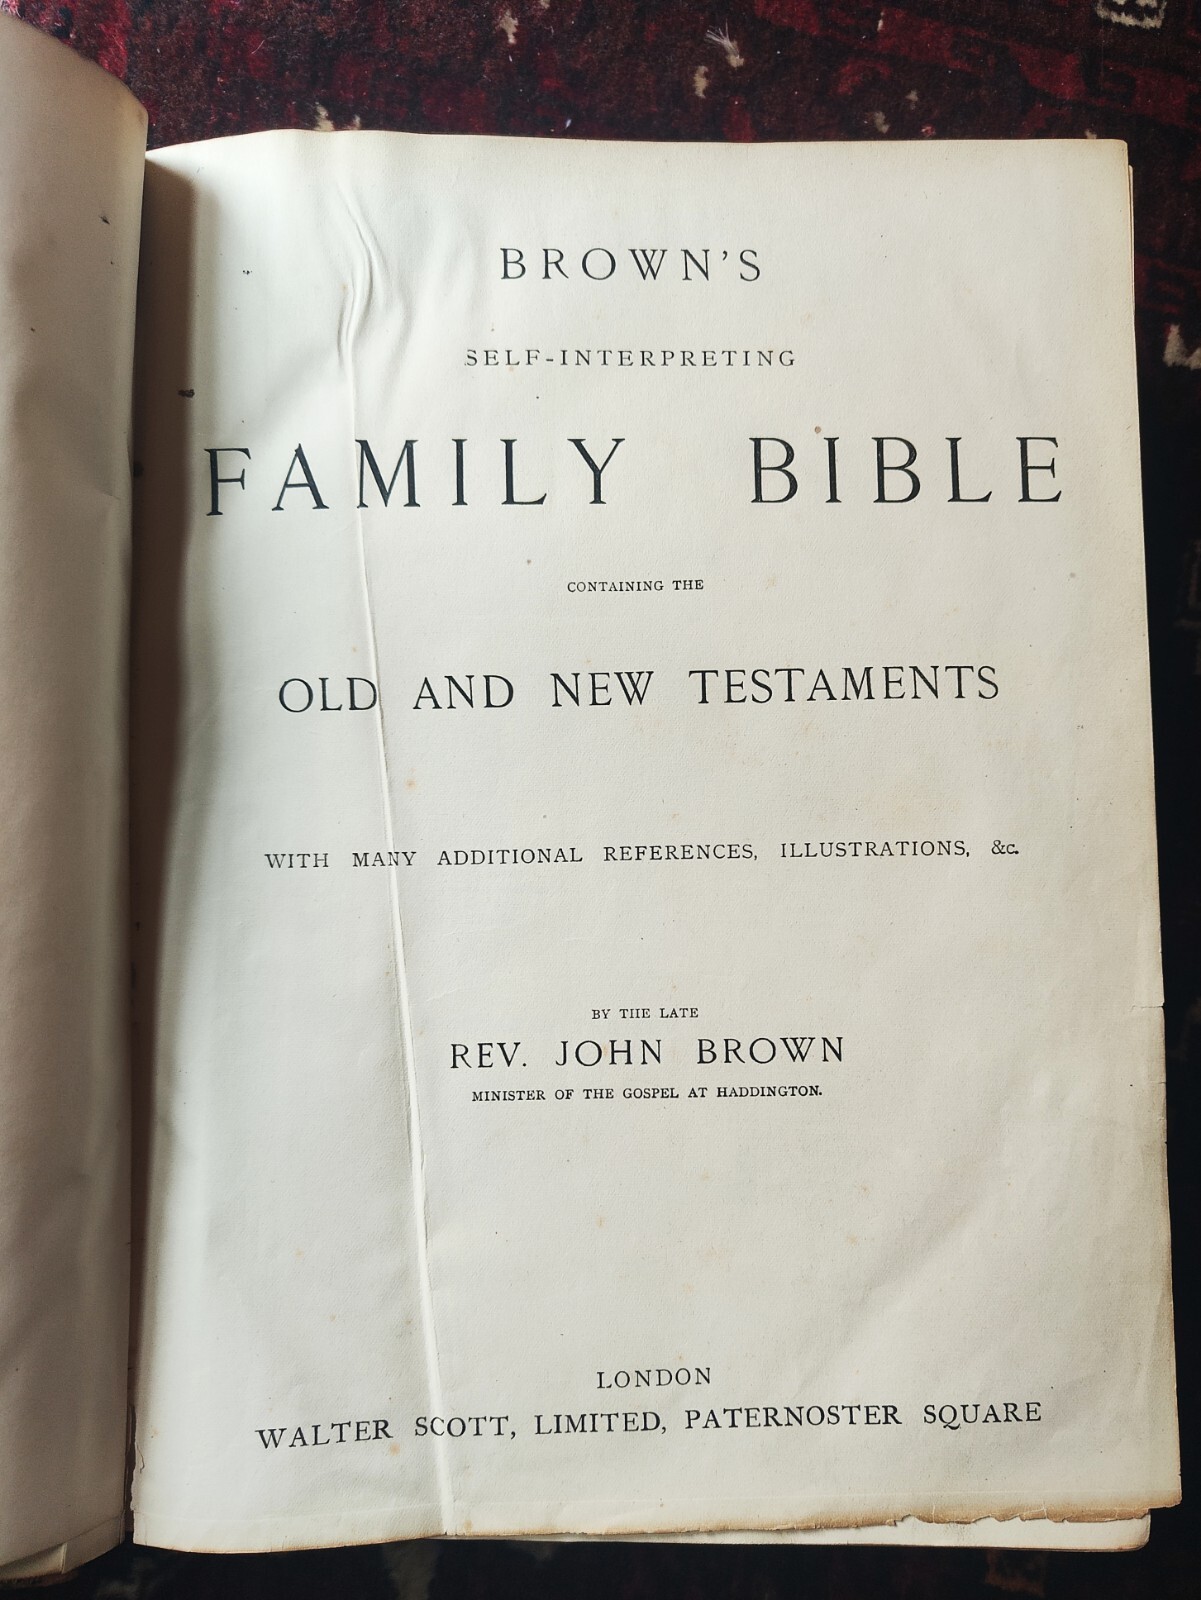 BROWN'S
SELF-INTERPRETING
FAMILY BIBLE
CONTAINING THE
OLD AND NEW TESTAMENTS
WITH MANY ADDITIONAL REFERENCES, ILLUSTRATIONS, &c.
BY THE LATE
REV. JOHN BROWN
MINISTER OF THE GOSPEL AT HADDINGTON.
LONDON
WALTER SCOTT, LIMITED, PATERNOSTER SQUARE